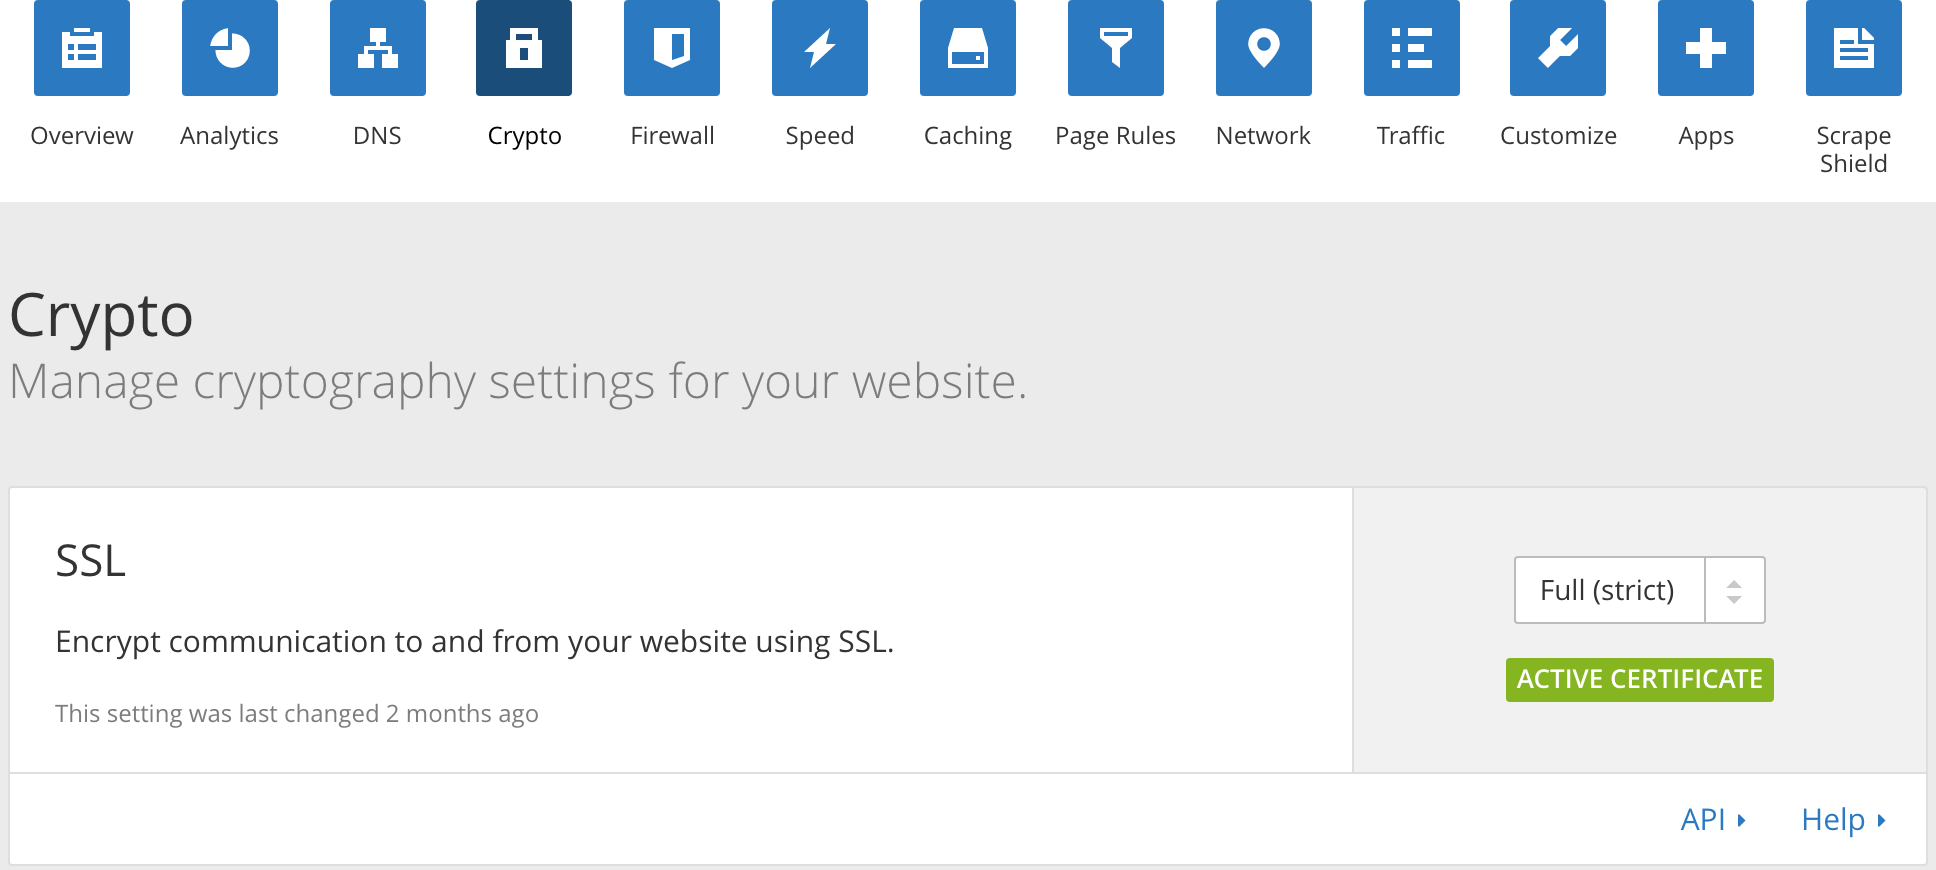 Overview Analytics DNS Crypto Firewall Speed Caching Page Rules Network Traffic Customize Apps Scrape
Shield
Crypto
Manage cryptography settings for your website.
SSL
Full (strict)
Encrypt communication to and from your website using SSL.
ACTIVE CERTIFICATE
This setting was last changed 2 months ago
API Help